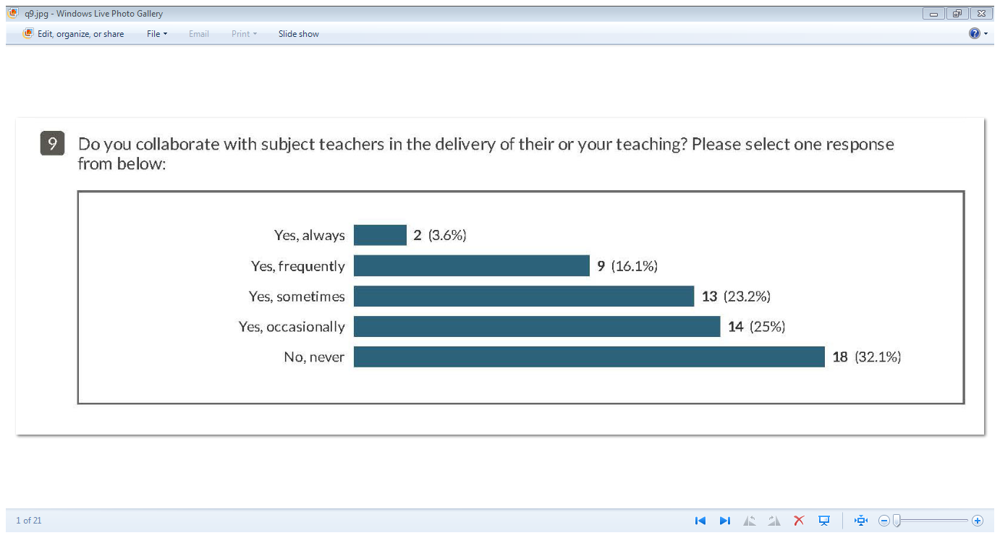 q9.jpg - Windows Live Photo Gallery
Edit, organize, or share File Email Print Slide show
9 Do you collaborate with subject teachers in the delivery of their or your teaching? Please select one response
from below:
Yes, always 2 (3.6%)
Yes, frequently 9 (16.1%)
Yes, sometimes 13 (23.2%)
Yes, occasionally 14 (25%)
No, never 18 (32.1%)
1 of 21